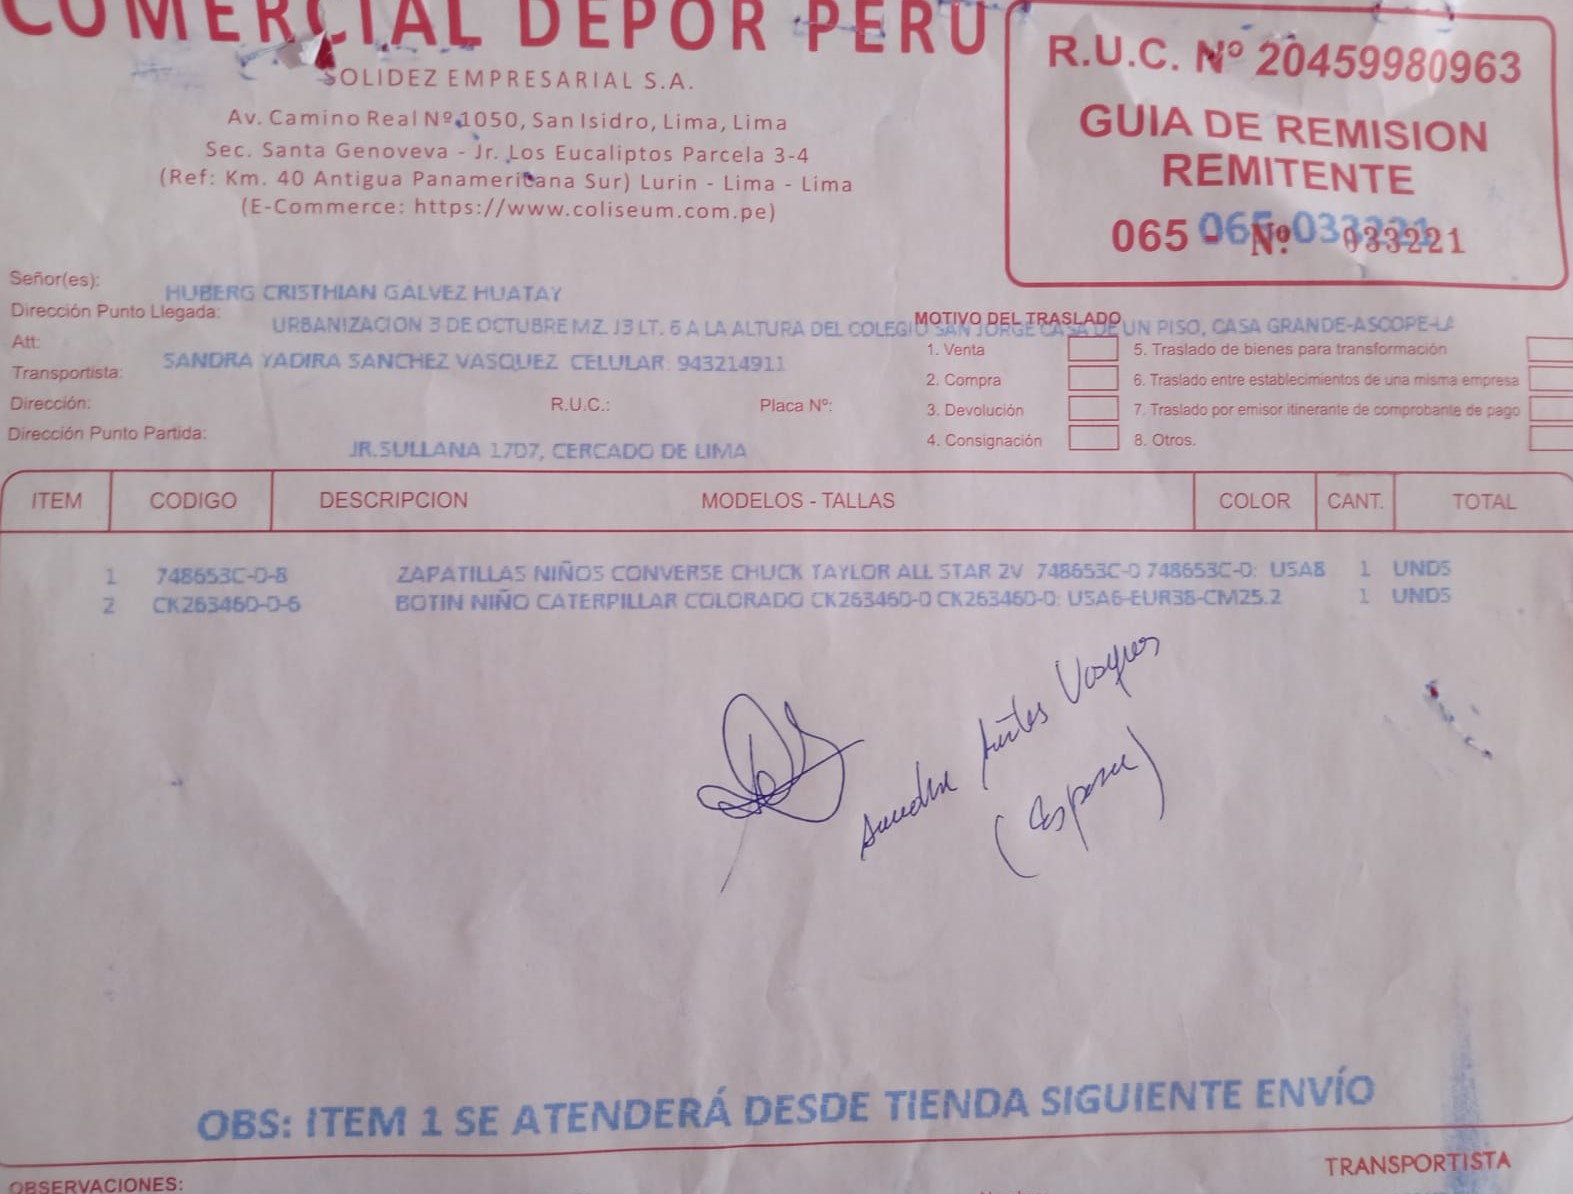 COMERCIAL DEPOR PERU
SOLIDEZ EMPRESARIAL S.A.
Av. Camino Real Nº 1050, San Isidro, Lima, Lima
Sec. Santa Genoveva - Jr. Los Eucaliptos Parcela 3-4
(Ref: Km. 40 Antigua Panamericana Sur) Lurin - Lima - Lima
(E-Commerce: https://www.coliseum.com.pe)
R.U.C. Nº 20459980963
GUIA DE REMISION
REMITENTE
065 - Nº 033221
065-033221
Señor(es): HUBERG CRISTHIAN GALVEZ HUATAY
Dirección Punto Llegada: URBANIZACION 3 DE OCTUBRE MZ. J3 LT. 6 A LA ALTURA DEL COLEGIO SAN JORGE CASA DE UN PISO, CASA GRANDE-ASCOPE-LA
Att: SANDRA YADIRA SANCHEZ VASQUEZ CELULAR: 943214911
Transportista:
Dirección: R.U.C.: Placa Nº:
Dirección Punto Partida: JR.SULLANA 1707, CERCADO DE LIMA
MOTIVO DEL TRASLADO
1. Venta
2. Compra
3. Devolución
4. Consignación
5. Traslado de bienes para transformación
6. Traslado entre establecimientos de una misma empresa
7. Traslado por emisor itinerante de comprobante de pago
8. Otros.
ITEM CODIGO DESCRIPCION MODELOS - TALLAS COLOR CANT. TOTAL
1 748653C-0-8 ZAPATILLAS NIÑOS CONVERSE CHUCK TAYLOR ALL STAR 2V 748653C-0 748653C-0: USA8 1 UNDS
2 CK263460-0-6 BOTIN NIÑO CATERPILLAR COLORADO CK263460-0 CK263460-0: USA6-EUR38-CM25.2 1 UNDS
Sandra Vasquez
(Esposa)
OBS: ITEM 1 SE ATENDERÁ DESDE TIENDA SIGUIENTE ENVÍO
TRANSPORTISTA
OBSERVACIONES: